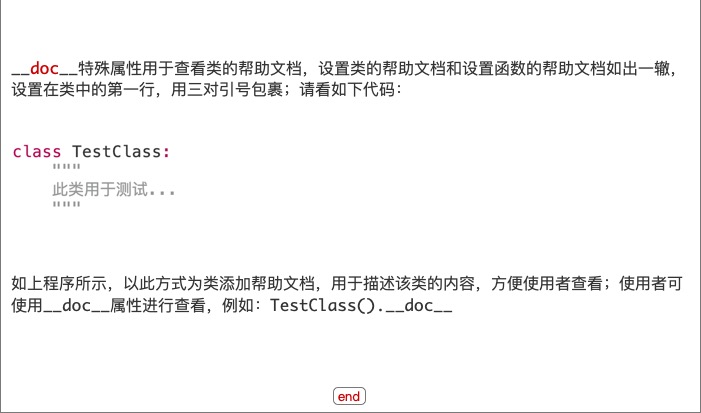 __doc__特殊属性用于查看类的帮助文档，设置类的帮助文档和设置函数的帮助文档如出一辙，
设置在类中的第一行，用三对引号包裹；请看如下代码：
class TestClass:
    """
    此类用于测试...
    """
如上程序所示，以此方式为类添加帮助文档，用于描述该类的内容，方便使用者查看；使用者可
使用__doc__属性进行查看，例如：TestClass().__doc__
end